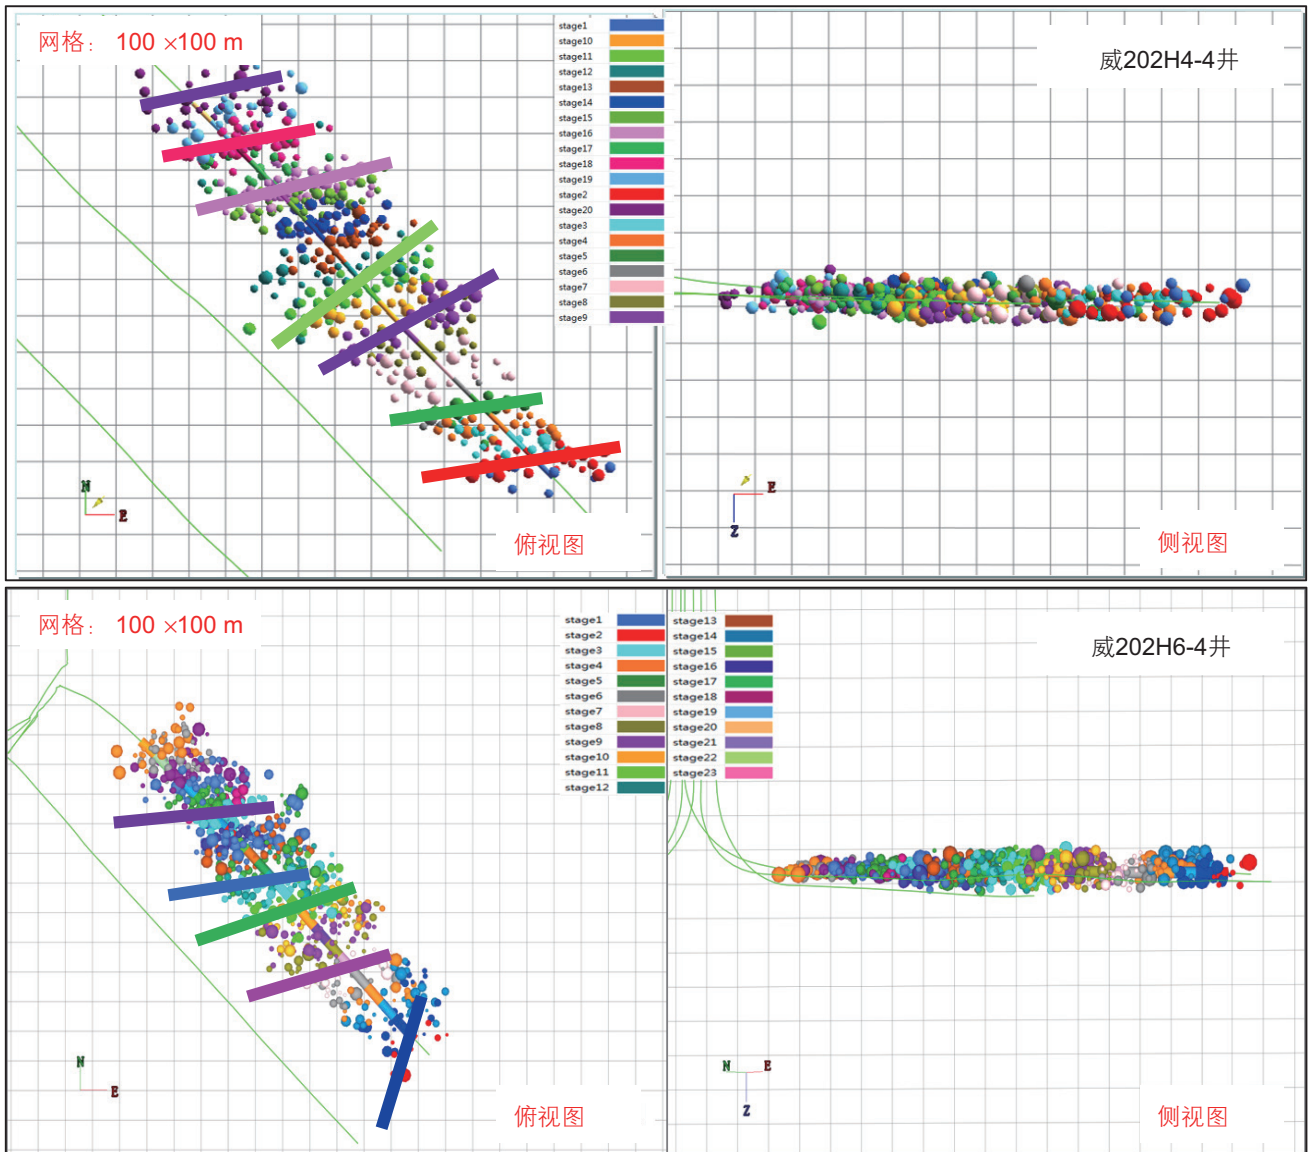 网格： 100 ×100 m
stage1
stage10
stage11
stage12
stage13
stage14
stage15
stage16
stage17
stage18
stage19
stage2
stage20
stage3
stage4
stage5
stage6
stage7
stage8
stage9
N
E
俯视图
威202H4-4井
E
Z
侧视图
网格： 100 ×100 m
stage1
stage2
stage3
stage4
stage5
stage6
stage7
stage8
stage9
stage10
stage11
stage12
stage13
stage14
stage15
stage16
stage17
stage18
stage19
stage20
stage21
stage22
stage23
N
E
俯视图
威202H6-4井
N E
Z
侧视图